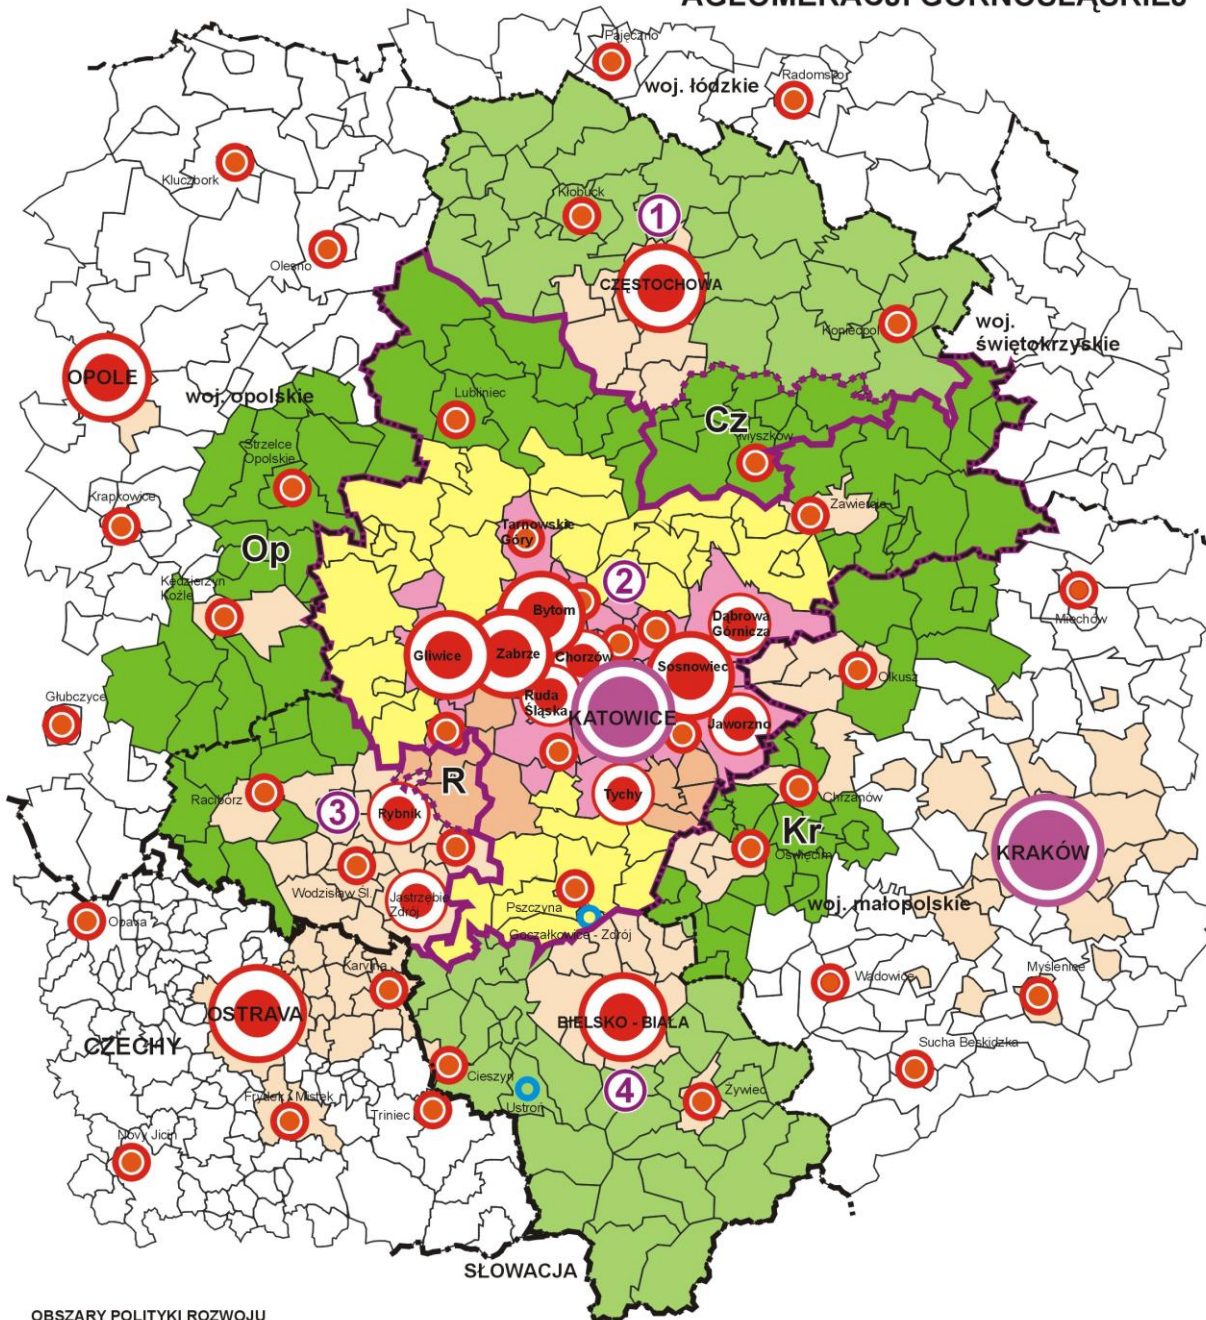 AGLOMERACJI GÓRNOŚLĄSKIEJ
Pajęczno
woj. łódzkie
Radomsko
Kluczbork
Kłobuck
1
Olesno
CZĘSTOCHOWA
Koniecpol
woj.
świętokrzyskie
OPOLE
woj. opolskie
Lubliniec
Cz
Myszków
Strzelce
Opolskie
Krapkowice
Zawiercie
Tarnowskie
Góry
Op
Kędzierzyn
Koźle
2
Bytom
Dąbrowa
Górnicza
Miechów
Gliwice
Zabrze
Chorzów
Sosnowiec
Olkusz
Głubczyce
Ruda
Śląska
KATOWICE
Jaworzno
R
Racibórz
3
Rybnik
Tychy
Chrzanów
Kr
Oświęcim
KRAKÓW
Wodzisław Śl.
Jastrzębie
Zdrój
Pszczyna
woj. małopolskie
Opava
Goczałkowice - Zdrój
Karvina
Wadowice
Myślenice
OSTRAVA
BIELSKO - BIAŁA
CZECHY
Sucha Beskidzka
Cieszyn
4
Żywiec
Frydek - Mistek
Triniec
Ustroń
Novy Jicin
SŁOWACJA
OBSZARY POLITYKI ROZWOJU